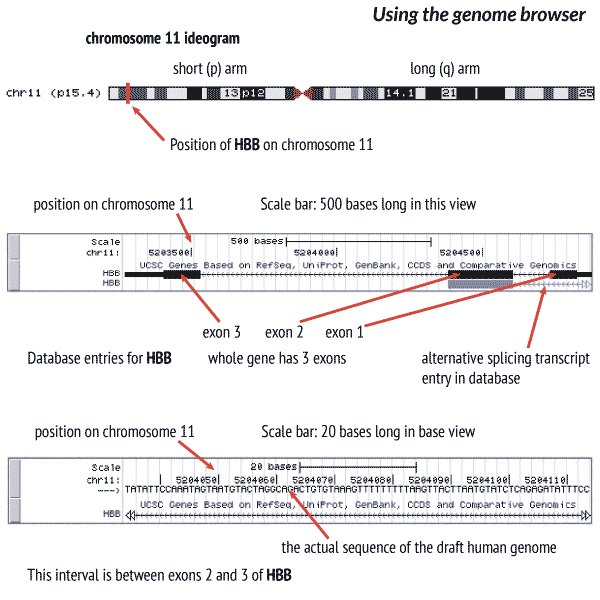 Using the genome browser
chromosome 11 ideogram
short (p) arm long (q) arm
chr11 (p15.4) 13 p12 14.1 21 25
Position of HBB on chromosome 11
position on chromosome 11 Scale bar: 500 bases long in this view
Scale 500 bases
chr11: 5203500 5204000 5204500
UCSC Genes Based on RefSeq, UniProt, GenBank, CCDS and Comparative Genomics
HBB
HBB
exon 3 exon 2 exon 1
Database entries for HBB whole gene has 3 exons
alternative splicing transcript
entry in database
position on chromosome 11 Scale bar: 20 bases long in base view
Scale 20 bases
chr11: 5204050 5204060 5204070 5204080 5204090 5204100 5204110
---> TATATTCCAAATAGTAATGTACTAGGCAGACTGTGTAAAGTTTTTTTTTAAGTTACTTAATGTATCTCAGAGATATTTCC
UCSC Genes Based on RefSeq, UniProt, GenBank, CCDS and Comparative Genomics
HBB
the actual sequence of the draft human genome
This interval is between exons 2 and 3 of HBB